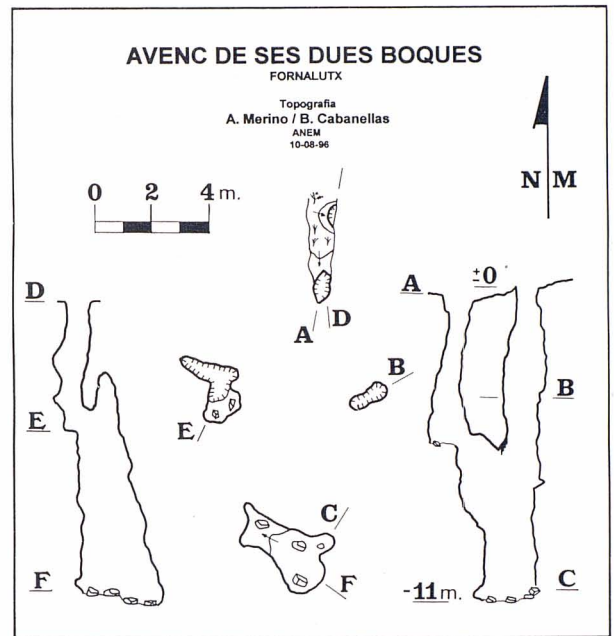 AVENC DE SES DUES BOQUES
FORNALUTX
Topografia
A. Merino / B. Cabanellas
ANEM
10-08-96
0 2 4 m.
N M
A D
D
E
F
E
B
C
F
A
±0
B
C
-11 m.